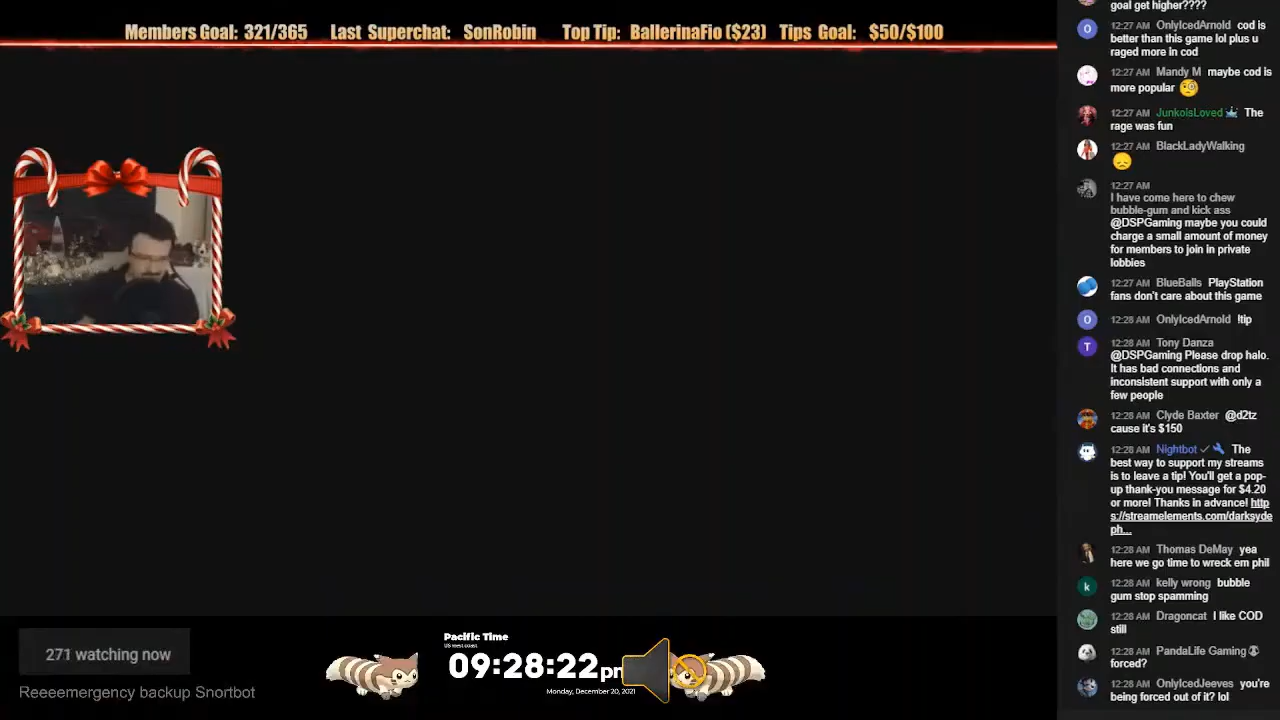 Members Goal: 321/365 Last Superchat: SonRobin Top Tip: BallerinaFio ($23) Tips Goal: $50/$100
goal get higher????
12:27 AM OnlyIcedArnold cod is
better than this game lol plus u
raged more in cod
12:27 AM Mandy M maybe cod is
more popular 🧐
12:27 AM JunkoisLoved The
rage was fun
12:27 AM BlackLadyWalking
😞
12:27 AM
I have come here to chew
bubble-gum and kick ass
@DSPGaming maybe you could
charge a small amount of money
for members to join in private
lobbies
12:27 AM BlueBalls PlayStation
fans don't care about this game
12:28 AM OnlyIcedArnold !tip
12:28 AM Tony Danza
@DSPGaming Please drop halo.
It has bad connections and
inconsistent support with only a
few people
12:28 AM Clyde Baxter @d2tz
cause it's $150
12:28 AM Nightbot The
best way to support my streams
is to leave a tip! You'll get a pop-
up thank-you message for $4.20
or more! Thanks in advance! http
s://streamelements.com/darksyde
ph...
12:28 AM Thomas DeMay yea
here we go time to wreck em phil
12:28 AM kelly wrong bubble
gum stop spamming
12:28 AM Dragoncat I like COD
still
12:28 AM PandaLife Gaming
forced?
12:28 AM OnlyIcedJeeves you're
being forced out of it? lol
271 watching now
Reeeemergency backup Snortbot
Pacific Time
US west coast
09:28:22pm
Monday, December 20, 2021